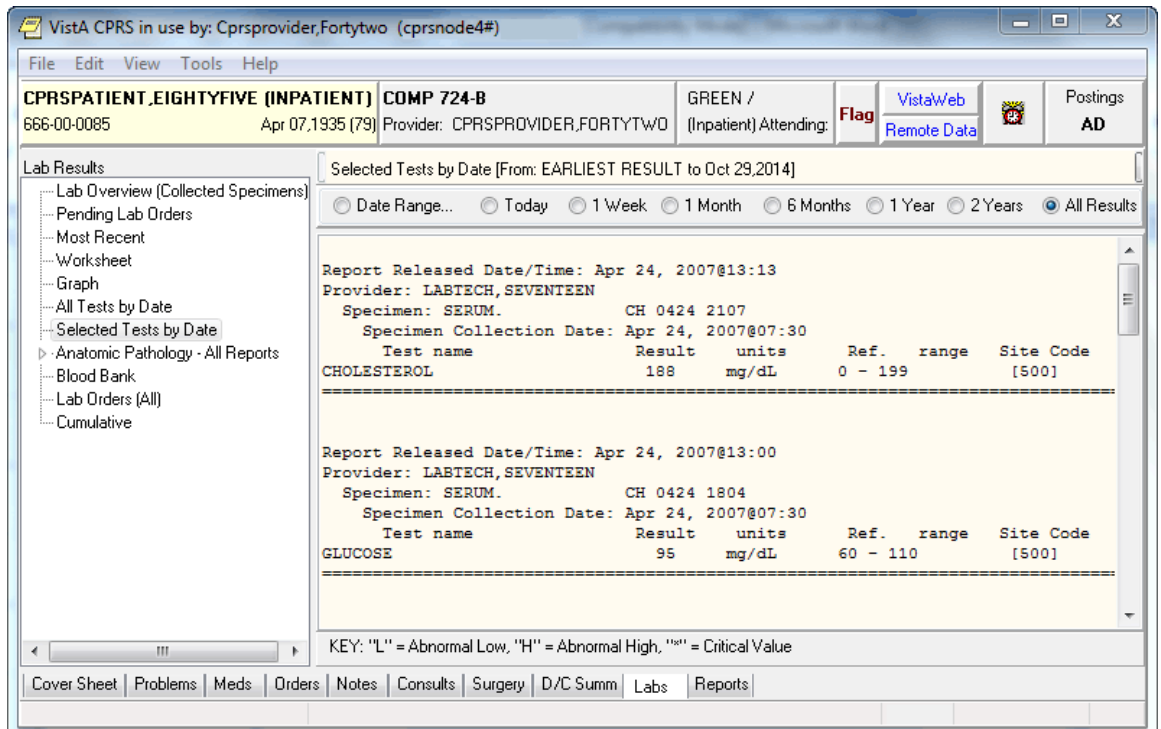 VistA CPRS in use by: Cprsprovider,Fortytwo (cprsnode4#)
File Edit View Tools Help
CPRSPATIENT,EIGHTYFIVE (INPATIENT) COMP 724-B GREEN / Flag VistaWeb Postings
666-00-0085 Apr 07,1935 (79) Provider: CPRSPROVIDER,FORTYTWO (Inpatient) Attending: Remote Data AD
Lab Results
Lab Overview (Collected Specimens)
Pending Lab Orders
Most Recent
Worksheet
Graph
All Tests by Date
Selected Tests by Date
Anatomic Pathology - All Reports
Blood Bank
Lab Orders (All)
Cumulative
Selected Tests by Date [From: EARLIEST RESULT to Oct 29,2014]
Date Range... Today 1 Week 1 Month 6 Months 1 Year 2 Years All Results
Report Released Date/Time: Apr 24, 2007@13:13
Provider: LABTECH,SEVENTEEN
Specimen: SERUM. CH 0424 2107
Specimen Collection Date: Apr 24, 2007@07:30
Test name Result units Ref. range Site Code
CHOLESTEROL 188 mg/dL 0 - 199 [500]
Report Released Date/Time: Apr 24, 2007@13:00
Provider: LABTECH,SEVENTEEN
Specimen: SERUM. CH 0424 1804
Specimen Collection Date: Apr 24, 2007@07:30
Test name Result units Ref. range Site Code
GLUCOSE 95 mg/dL 60 - 110 [500]
KEY: "L" = Abnormal Low, "H" = Abnormal High, "*" = Critical Value
Cover Sheet Problems Meds Orders Notes Consults Surgery D/C Summ Labs Reports